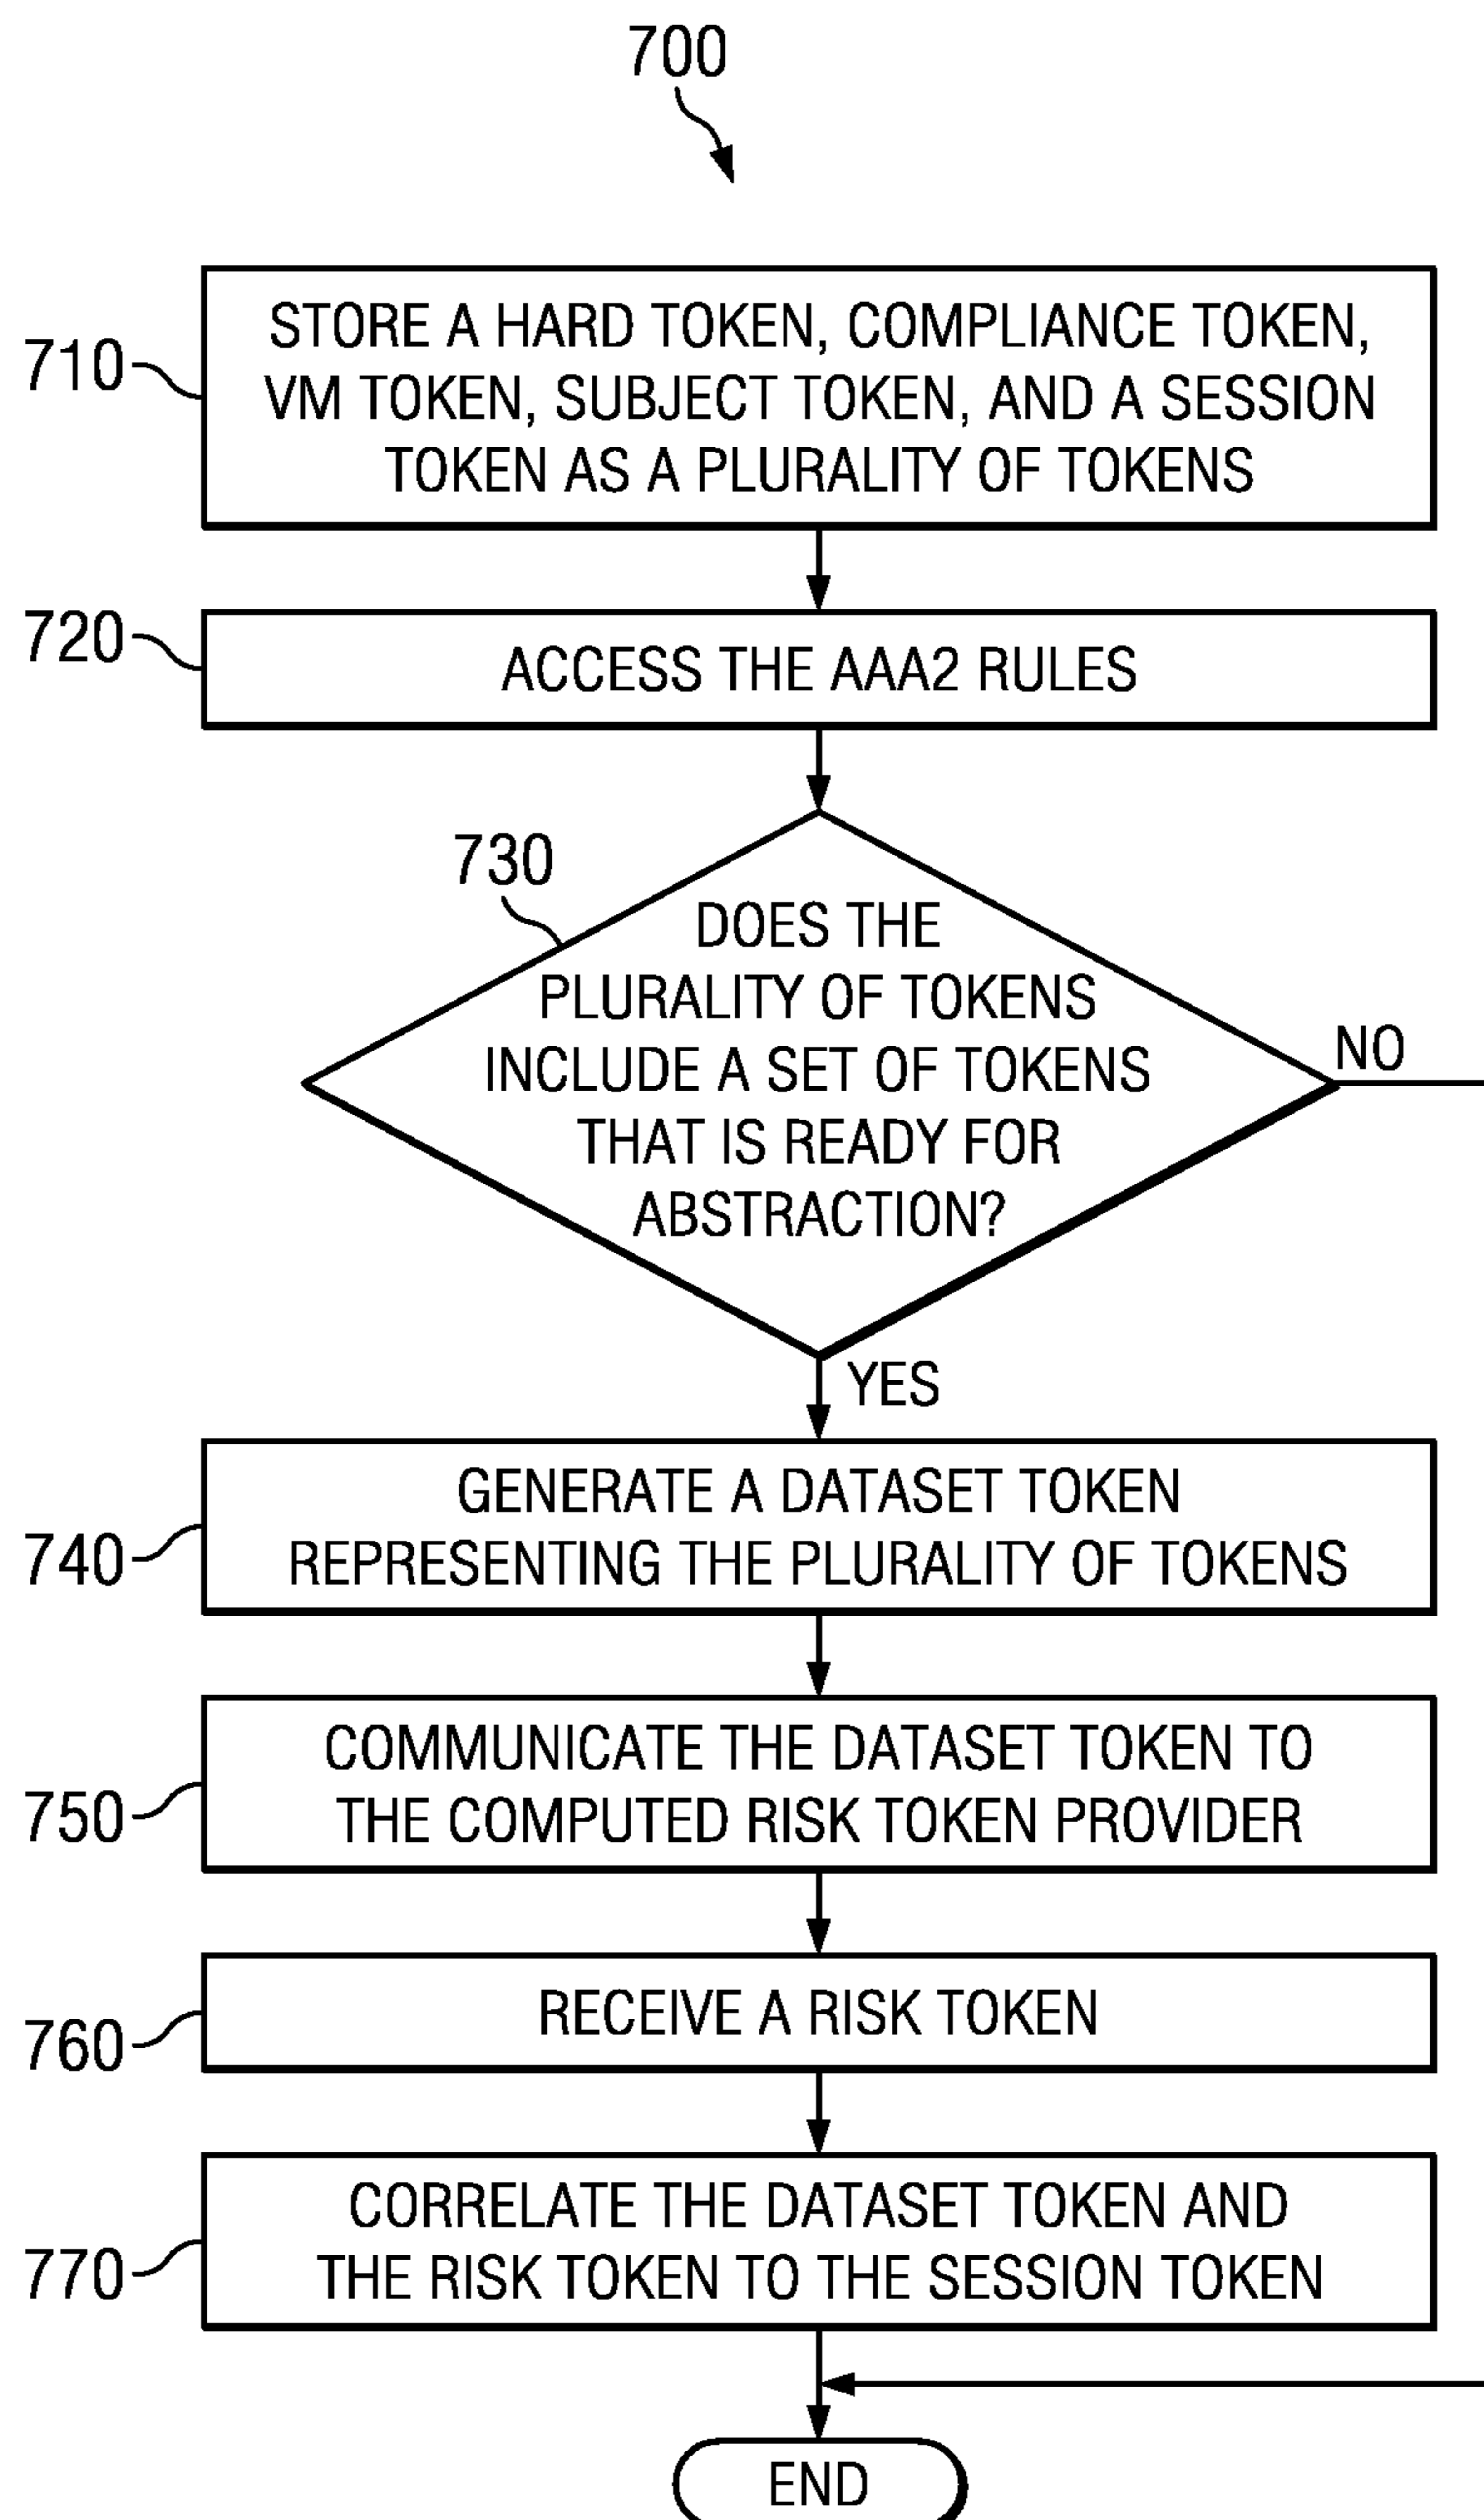 700
710
STORE A HARD TOKEN, COMPLIANCE TOKEN,
VM TOKEN, SUBJECT TOKEN, AND A SESSION
TOKEN AS A PLURALITY OF TOKENS
720
ACCESS THE AAA2 RULES
730
DOES THE
PLURALITY OF TOKENS
INCLUDE A SET OF TOKENS
THAT IS READY FOR
ABSTRACTION?
NO
YES
740
GENERATE A DATASET TOKEN
REPRESENTING THE PLURALITY OF TOKENS
750
COMMUNICATE THE DATASET TOKEN TO
THE COMPUTED RISK TOKEN PROVIDER
760
RECEIVE A RISK TOKEN
770
CORRELATE THE DATASET TOKEN AND
THE RISK TOKEN TO THE SESSION TOKEN
END